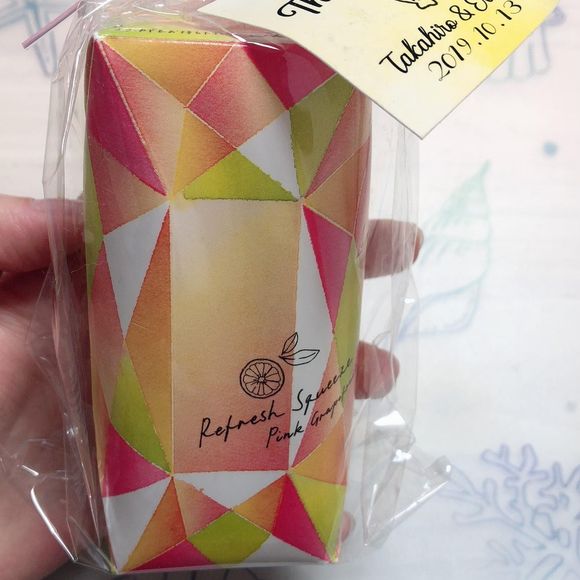 Takahiro &
2019.10.13
Refresh Squeeze
Pink